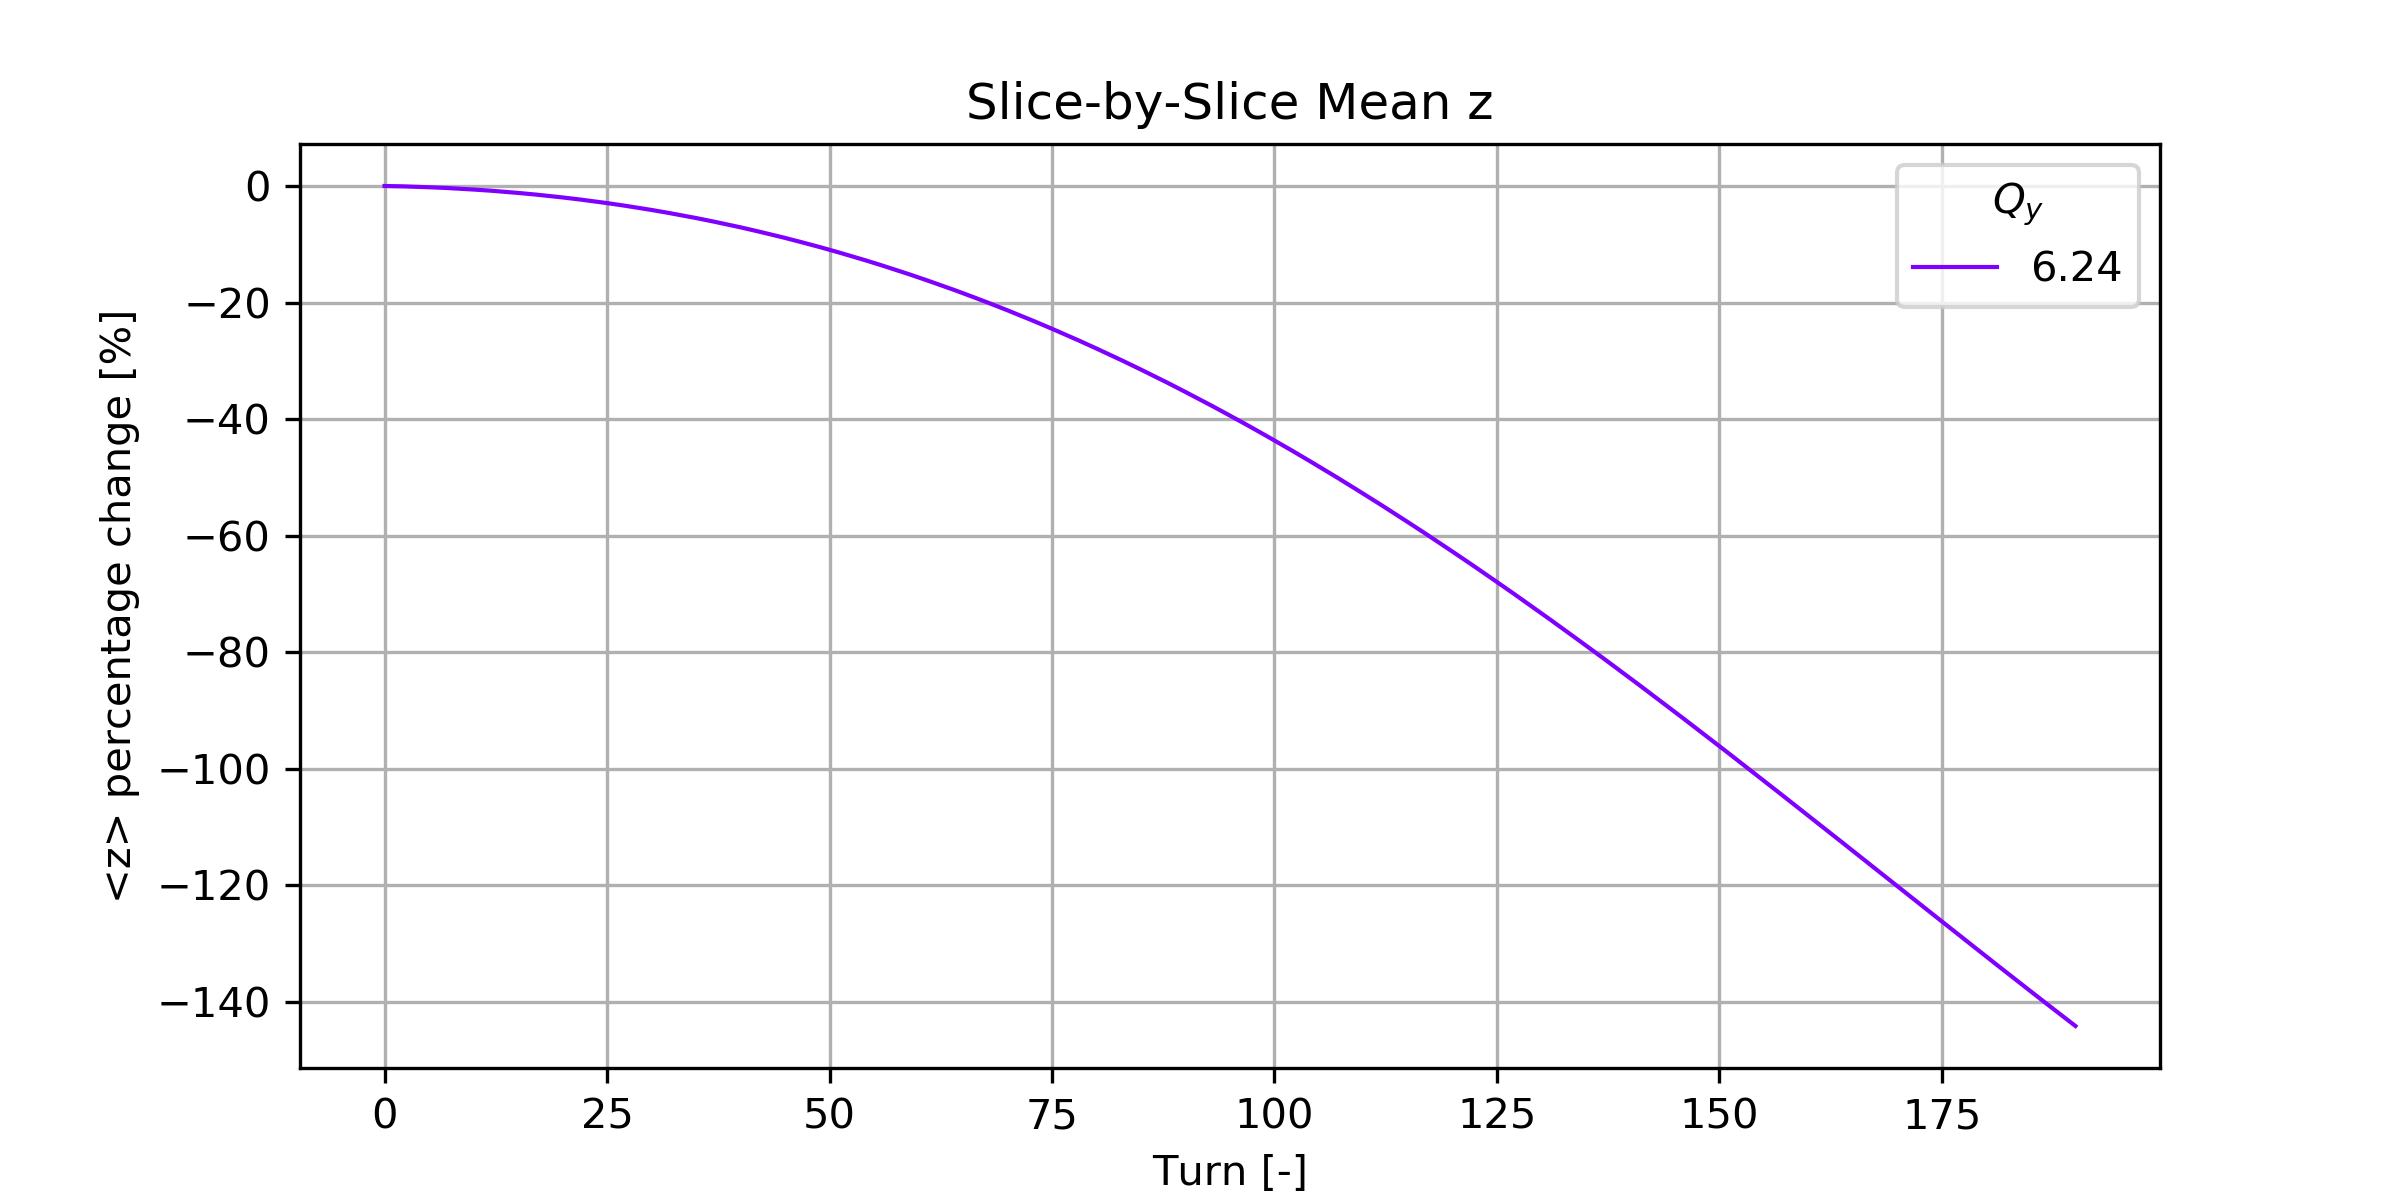 Slice-by-Slice Mean z
<z> percentage change [%]
0
−20
−40
−60
−80
−100
−120
−140
Q_y
6.24
0 25 50 75 100 125 150 175
Turn [-]